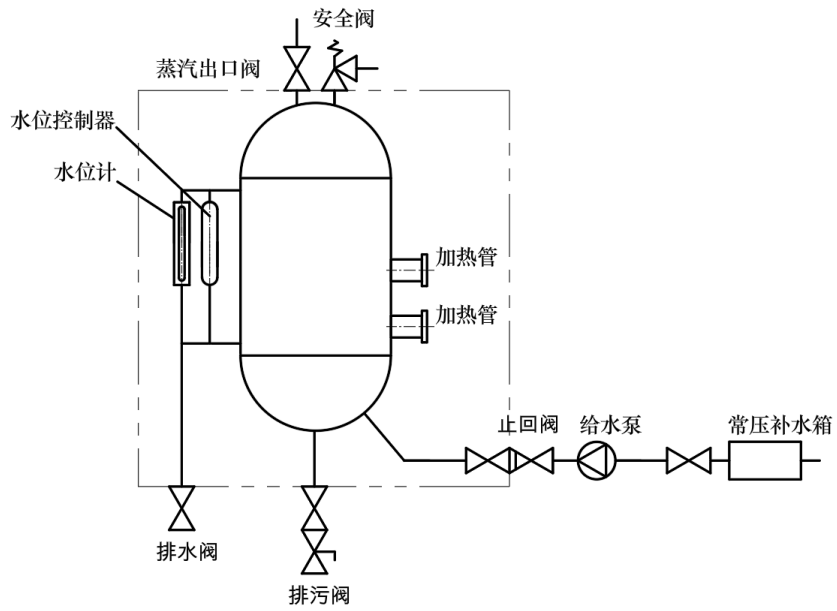 安全阀
蒸汽出口阀
水位控制器
水位计
加热管
加热管
止回阀
给水泵
常压补水箱
排水阀
排污阀